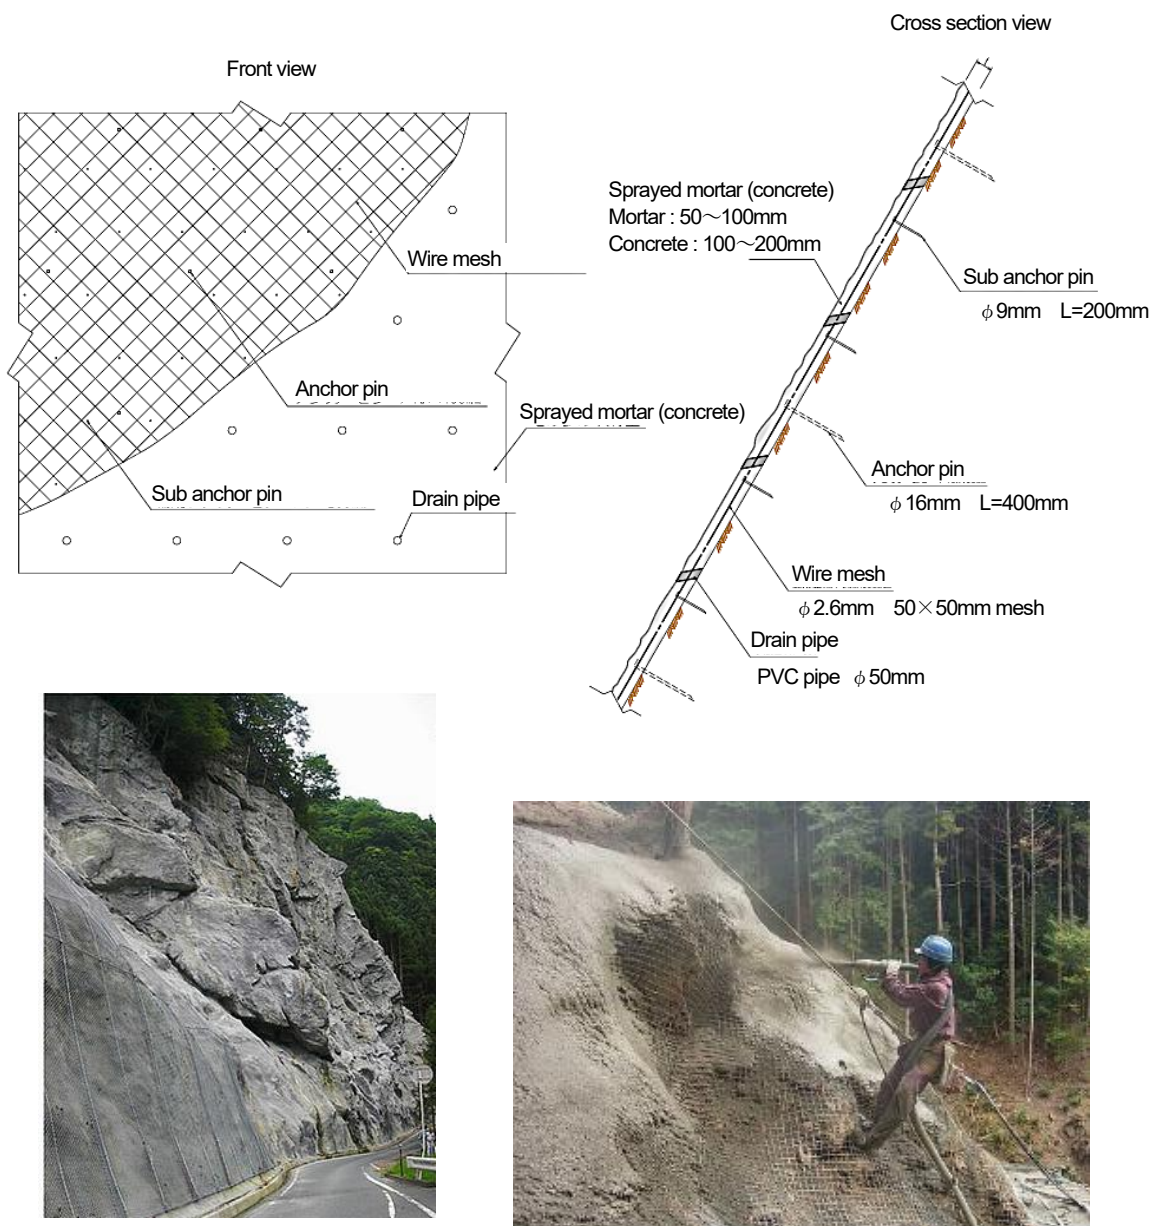 Cross section view
Front view
Sprayed mortar (concrete)
Mortar : 50～100mm
Concrete : 100～200mm
Wire mesh
Sub anchor pin
φ9mm L=200mm
Anchor pin
Sprayed mortar (concrete)
Anchor pin
φ16mm L=400mm
Sub anchor pin
Drain pipe
Wire mesh
φ2.6mm 50×50mm mesh
Drain pipe
PVC pipe φ50mm